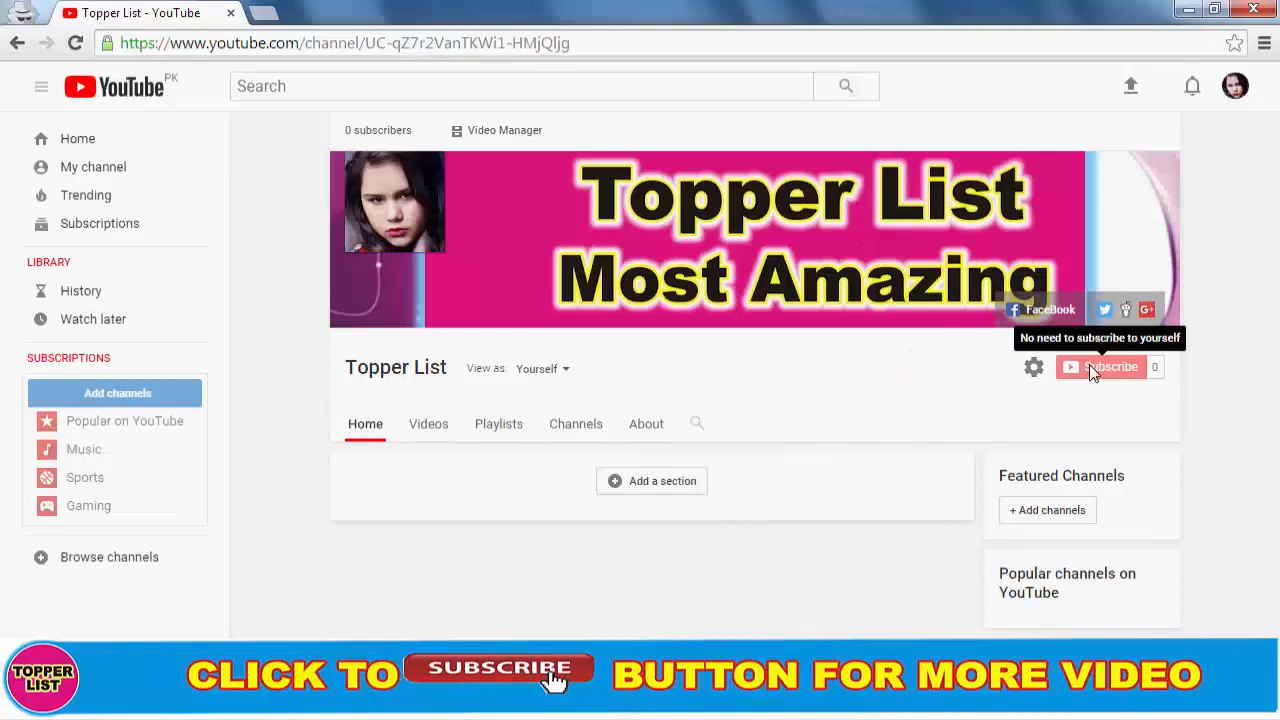 Topper List - YouTube
https://www.youtube.com/channel/UC-qZ7r2VanTKWi1-HMjQljg
YouTube PK
Search
Home
My channel
Trending
Subscriptions
LIBRARY
History
Watch later
SUBSCRIPTIONS
Add channels
Popular on YouTube
Music
Sports
Gaming
Browse channels
0 subscribers
Video Manager
Topper List
Most Amazing
FaceBook
No need to subscribe to yourself
Topper List
View as: Yourself
Subscribe 0
Home Videos Playlists Channels About
Add a section
Featured Channels
+ Add channels
Popular channels on
YouTube
TOPPER
LIST
CLICK TO SUBSCRIBE BUTTON FOR MORE VIDEO